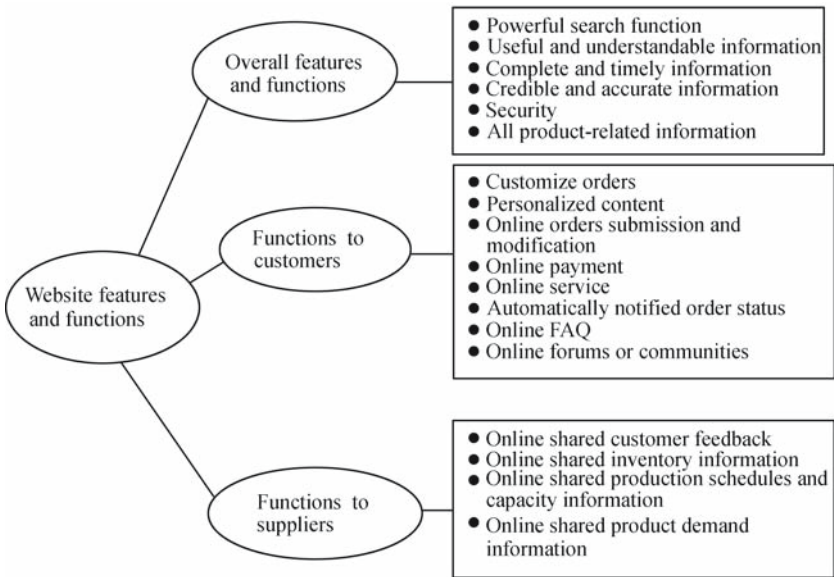 Overall features
and functions
● Powerful search function
● Useful and understandable information
● Complete and timely information
● Credible and accurate information
● Security
● All product-related information
Website features
and functions
Functions to
customers
● Customize orders
● Personalized content
● Online orders submission and
modification
● Online payment
● Online service
● Automatically notified order status
● Online FAQ
● Online forums or communities
Functions to
suppliers
● Online shared customer feedback
● Online shared inventory information
● Online shared production schedules and
capacity information
● Online shared product demand
information